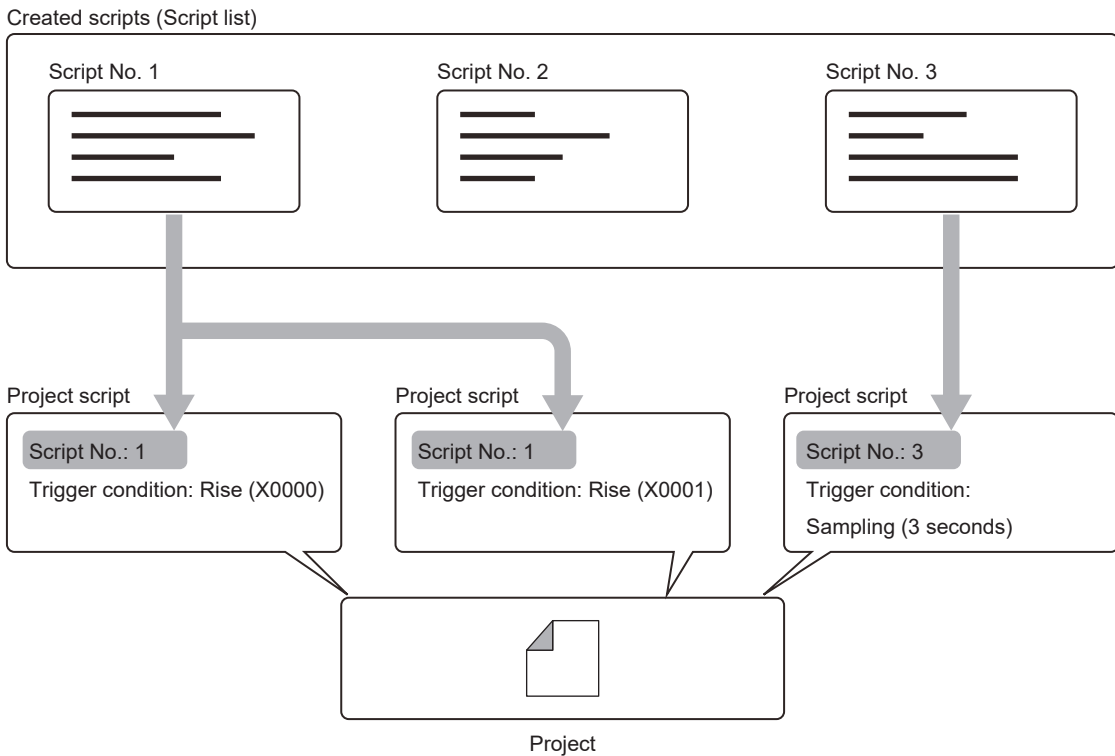 Created scripts (Script list)
Script No. 1
Script No. 2
Script No. 3
Project script
Project script
Project script
Script No.: 1
Script No.: 1
Script No.: 3
Trigger condition: Rise (X0000)
Trigger condition: Rise (X0001)
Trigger condition:
Sampling (3 seconds)
Project